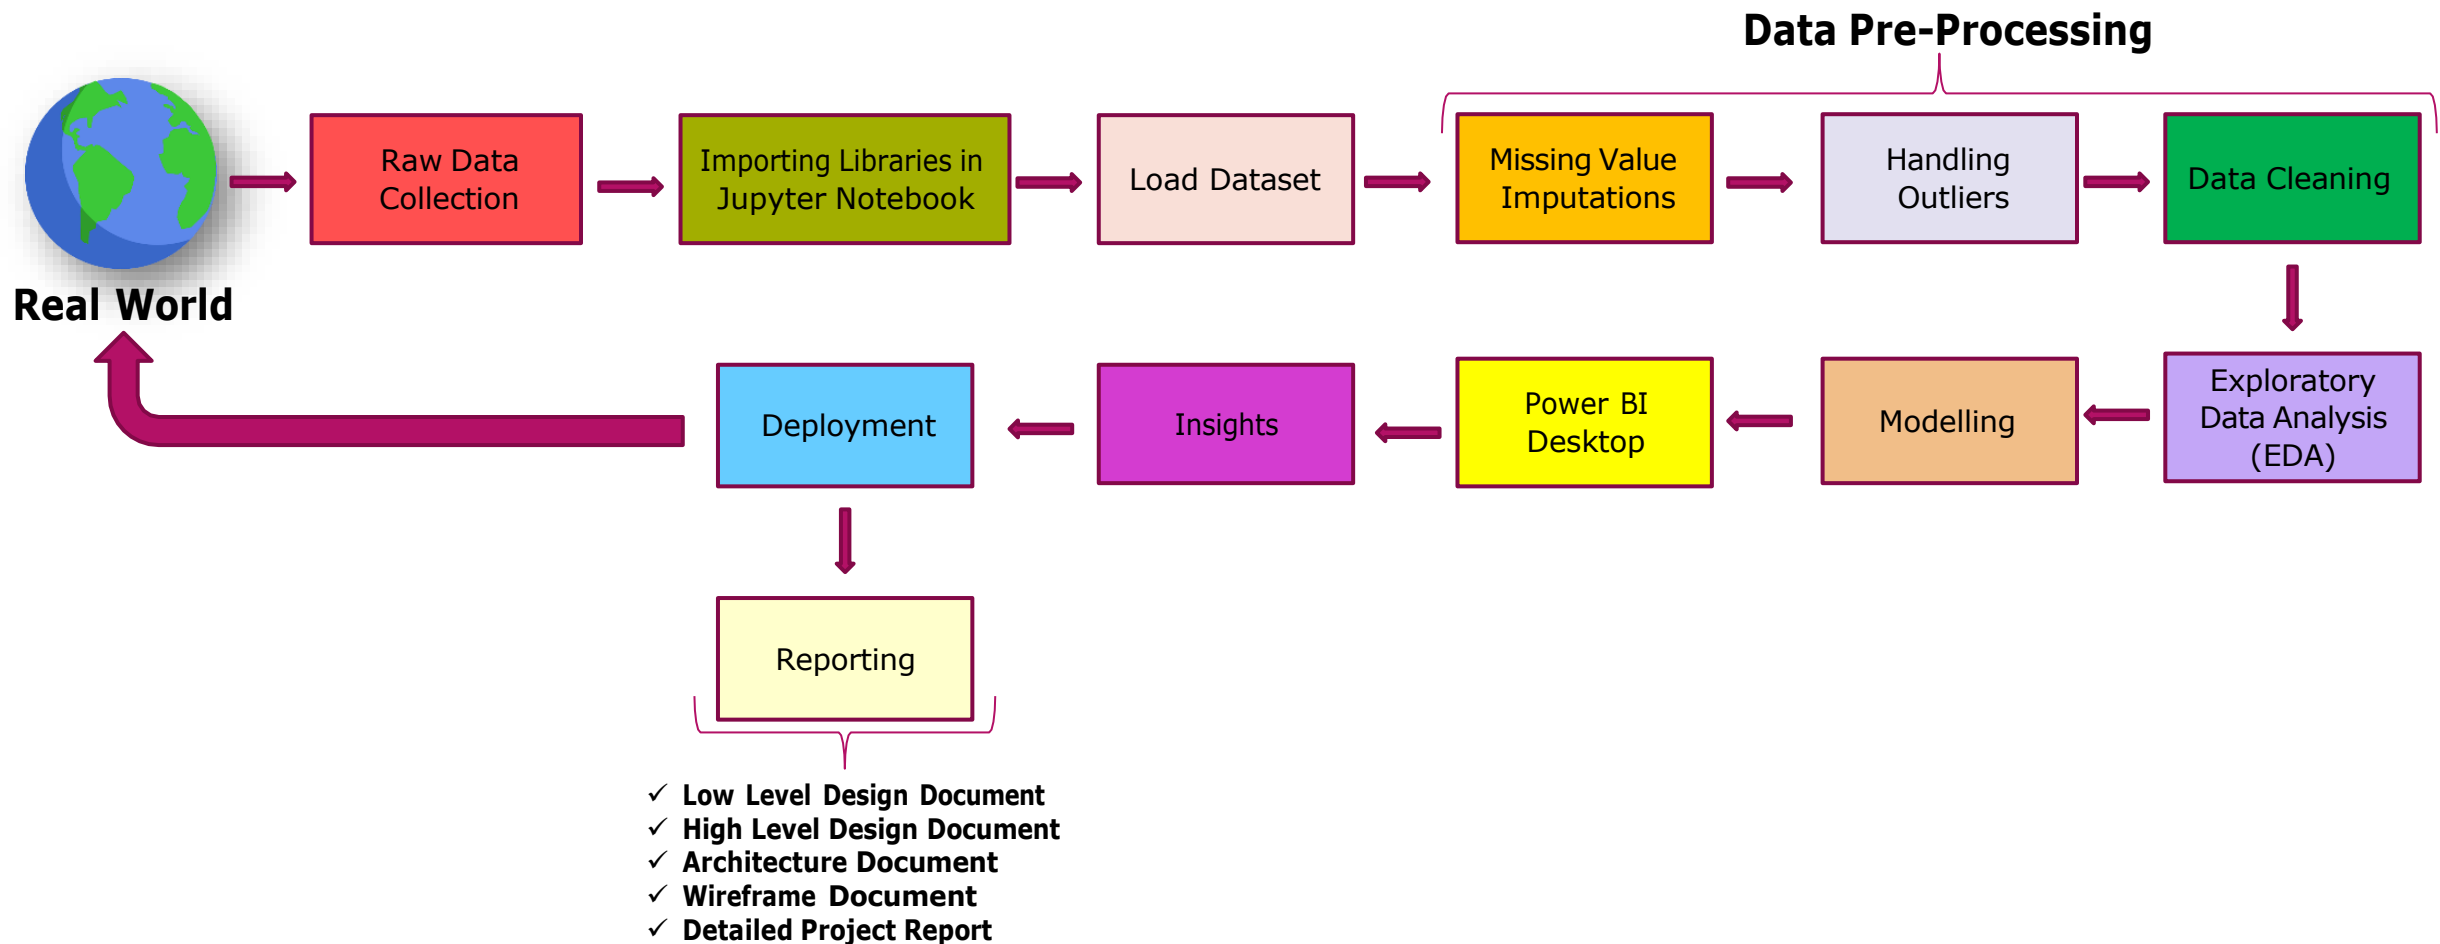 Data Pre-Processing
Raw Data
Collection
Importing Libraries in
Jupyter Notebook
Load Dataset
Missing Value
Imputations
Handling
Outliers
Data Cleaning
Real World
Deployment
Insights
Power BI
Desktop
Modelling
Exploratory
Data Analysis
(EDA)
Reporting
✓ Low Level Design Document
✓ High Level Design Document
✓ Architecture Document
✓ Wireframe Document
✓ Detailed Project Report